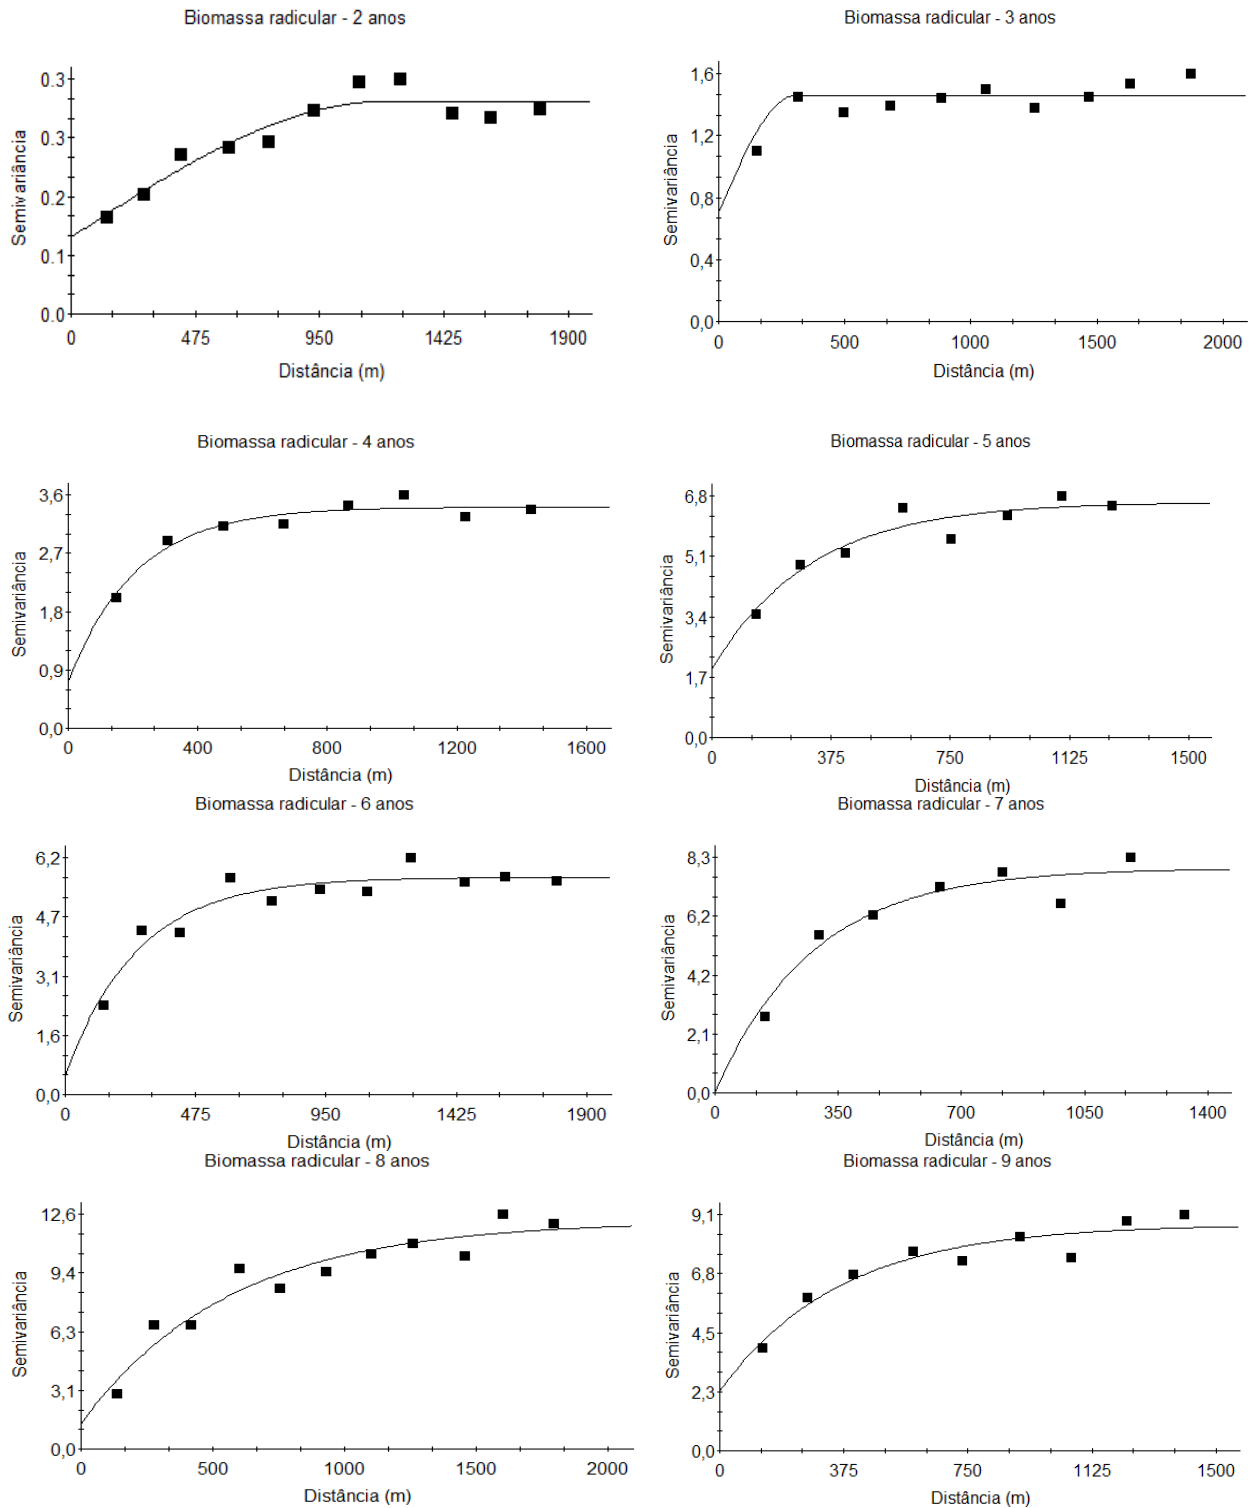 Biomassa radicular - 2 anos
0.3
0.3
0.2
0.1
0.0
Semivariância
0 475 950 1425 1900
Distância (m)
Biomassa radicular - 3 anos
1,6
1,2
0,8
0,4
0,0
Semivariância
0 500 1000 1500 2000
Distância (m)
Biomassa radicular - 4 anos
3,6
2,7
1,8
0,9
0,0
Semivariância
0 400 800 1200 1600
Distância (m)
Biomassa radicular - 5 anos
6,8
5,1
3,4
1,7
0,0
Semivariância
0 375 750 1125 1500
Distância (m)
Biomassa radicular - 6 anos
6,2
4,7
3,1
1,6
0,0
Semivariância
0 475 950 1425 1900
Distância (m)
Biomassa radicular - 7 anos
8,3
6,2
4,2
2,1
0,0
Semivariância
0 350 700 1050 1400
Distância (m)
Biomassa radicular - 8 anos
12,6
9,4
6,3
3,1
0,0
Semivariância
0 500 1000 1500 2000
Distância (m)
Biomassa radicular - 9 anos
9,1
6,8
4,5
2,3
0,0
Semivariância
0 375 750 1125 1500
Distância (m)